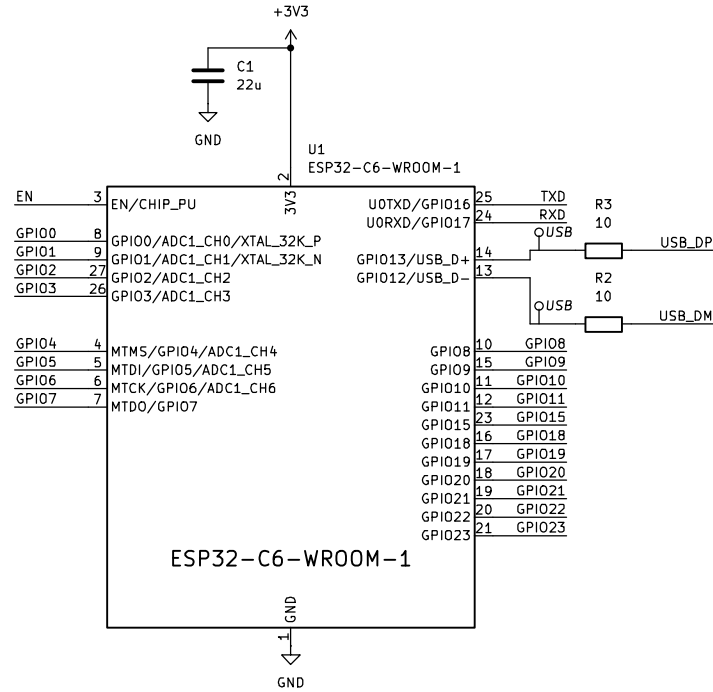 +3V3
C1
22u
GND
U1
ESP32-C6-WROOM-1
2
3V3
EN 3 EN/CHIP_PU
GPIO0 8 GPIO0/ADC1_CH0/XTAL_32K_P
GPIO1 9 GPIO1/ADC1_CH1/XTAL_32K_N
GPIO2 27 GPIO2/ADC1_CH2
GPIO3 26 GPIO3/ADC1_CH3
GPIO4 4 MTMS/GPIO4/ADC1_CH4
GPIO5 5 MTDI/GPIO5/ADC1_CH5
GPIO6 6 MTCK/GPIO6/ADC1_CH6
GPIO7 7 MTDO/GPIO7
U0TXD/GPIO16 25 TXD
U0RXD/GPIO17 24 RXD
GPIO13/USB_D+ 14
GPIO12/USB_D- 13
USB
R3
10
USB_DP
USB
R2
10
USB_DM
GPIO8 10 GPIO8
GPIO9 15 GPIO9
GPIO10 11 GPIO10
GPIO11 12 GPIO11
GPIO15 23 GPIO15
GPIO18 16 GPIO18
GPIO19 17 GPIO19
GPIO20 18 GPIO20
GPIO21 19 GPIO21
GPIO22 20 GPIO22
GPIO23 21 GPIO23
ESP32-C6-WROOM-1
GND
1
GND